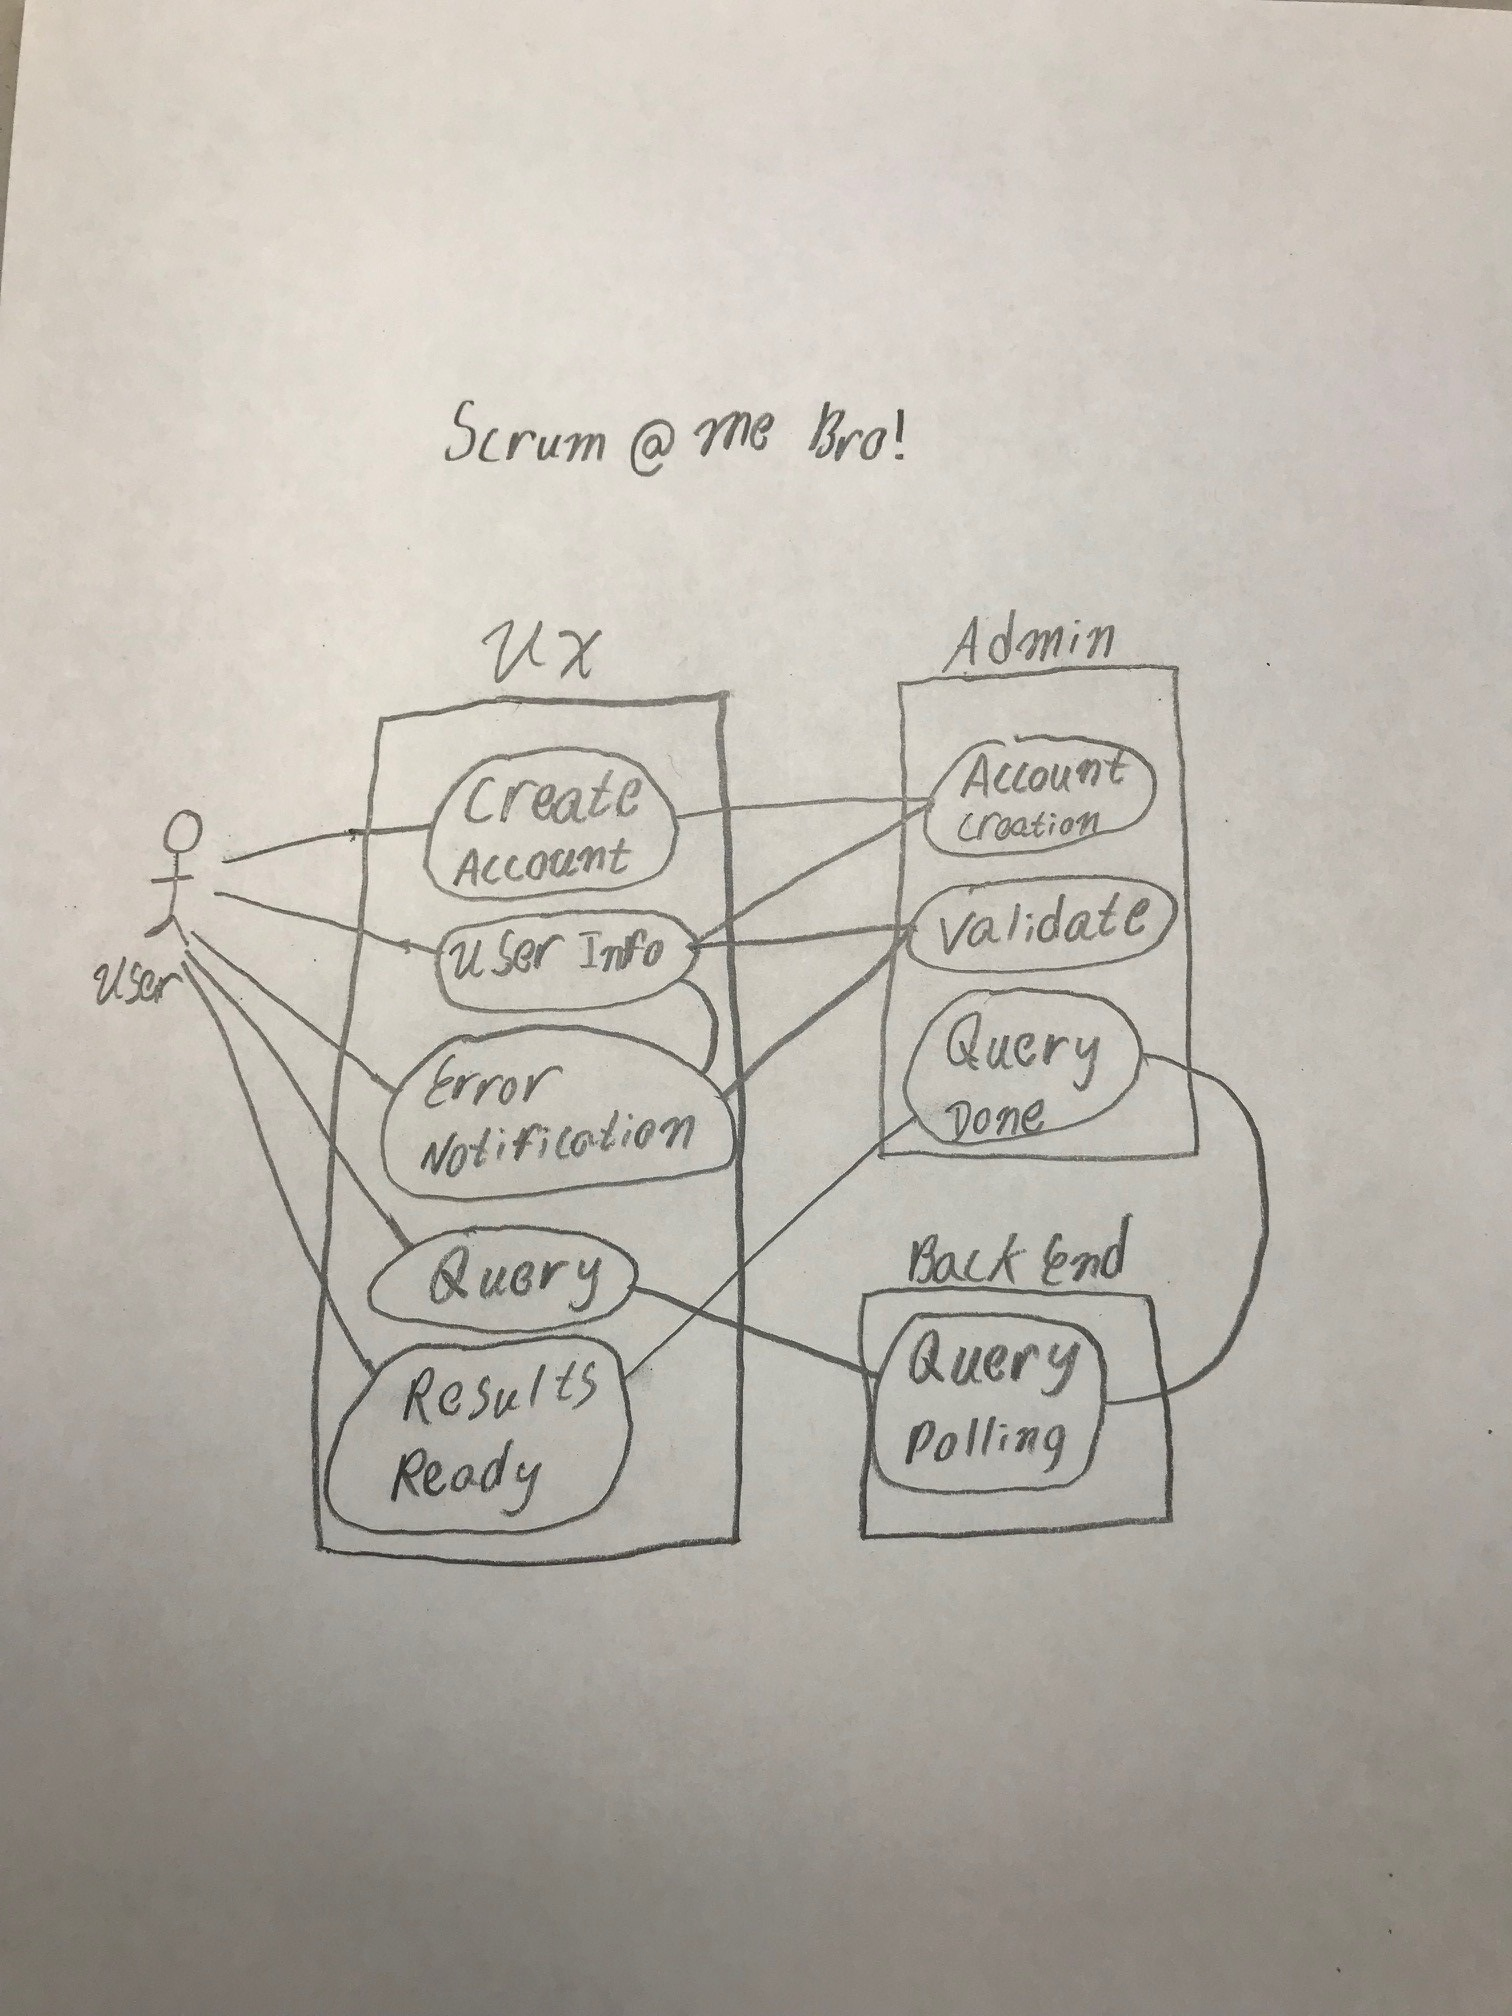 Scrum @ me Bro!
UX
Admin
Create
Account
Account
Creation
User Info
Validate
User
Error
Notification
Query
Done
Query
Back End
Results
Ready
Query
Polling